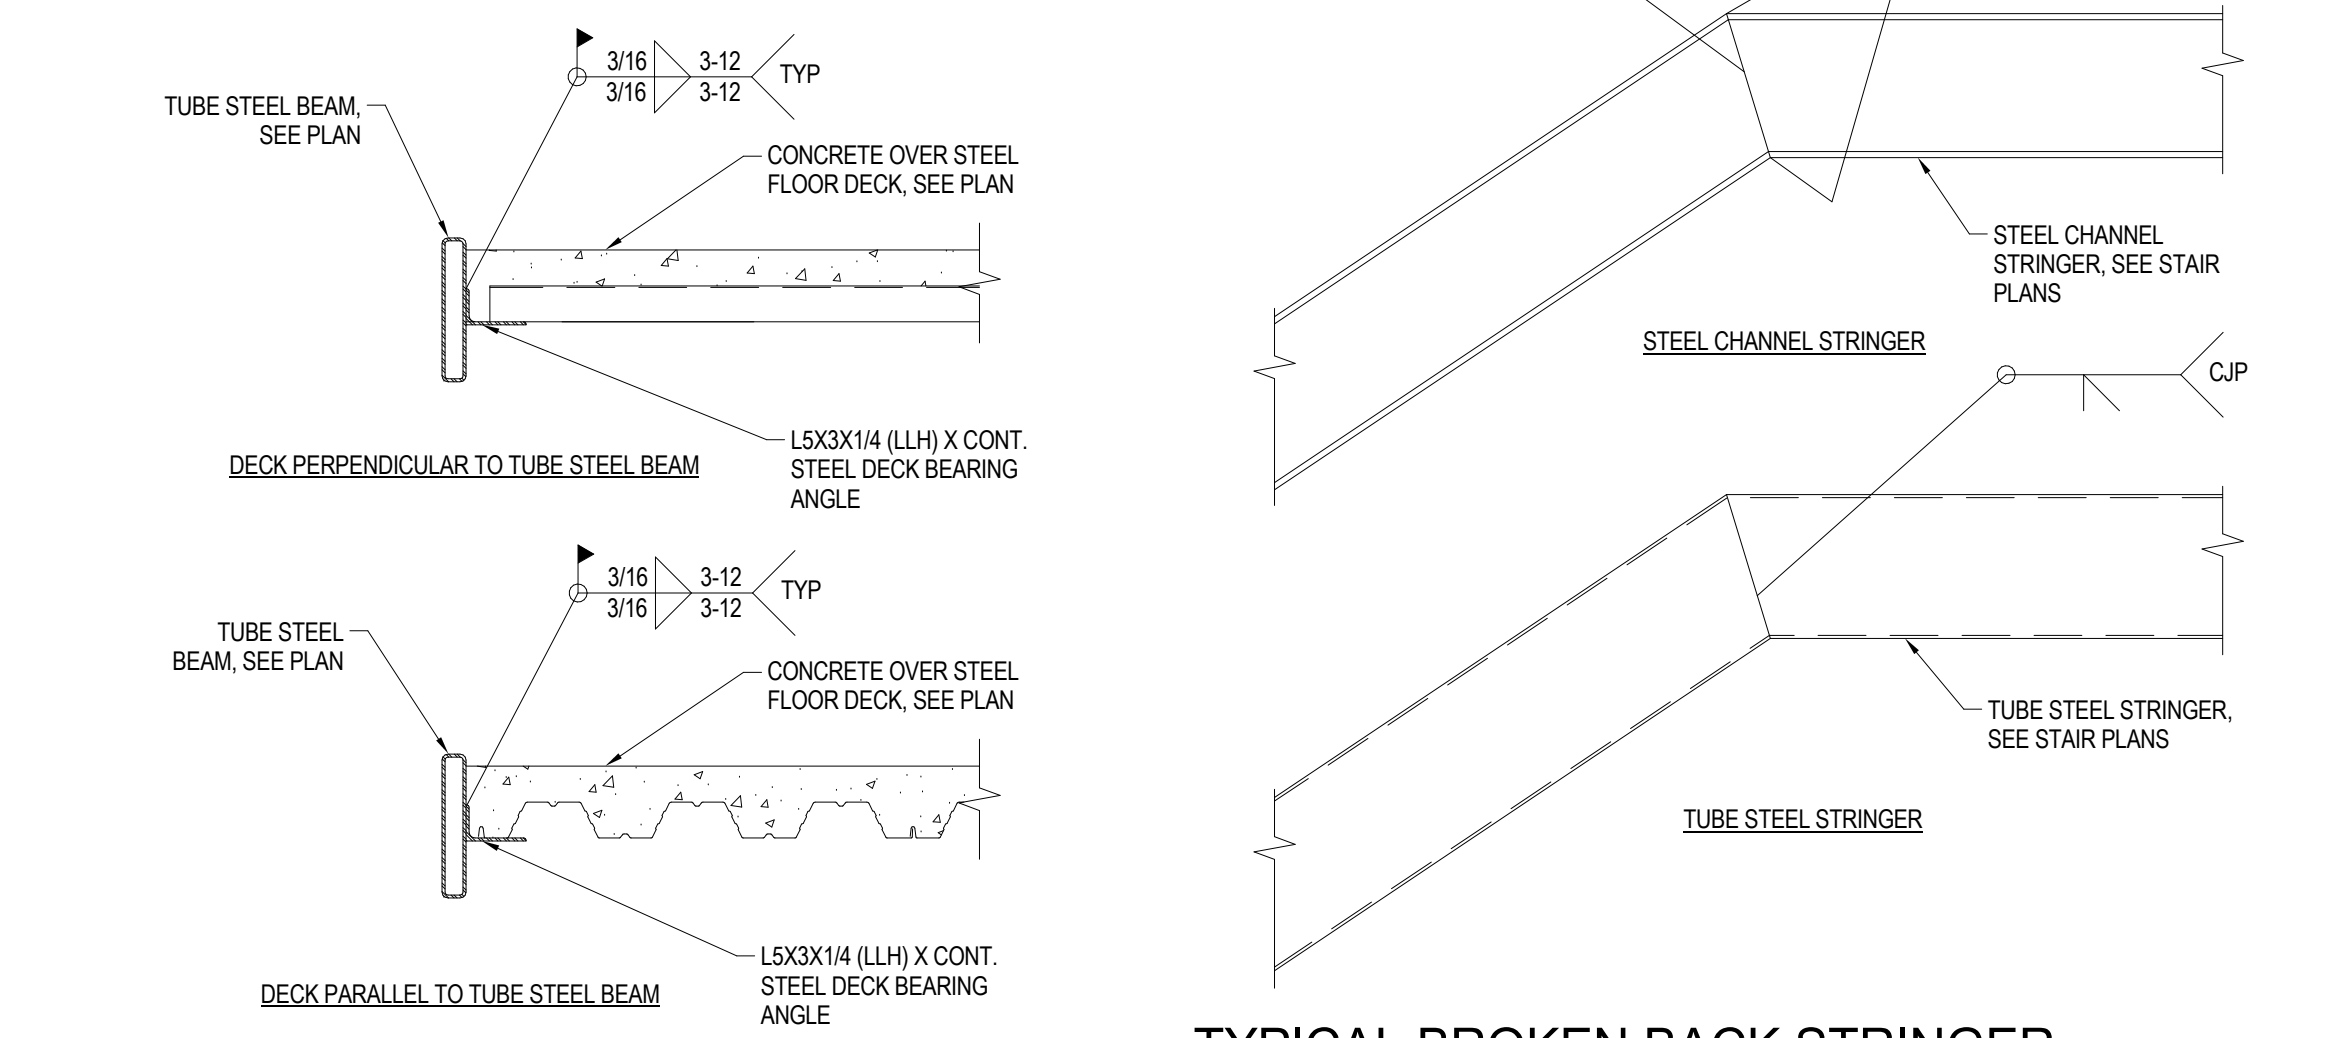 3/16 3-12
TYP
3/16 3-12
TUBE STEEL BEAM,
SEE PLAN
CONCRETE OVER STEEL
FLOOR DECK, SEE PLAN
L5X3X1/4 (LLH) X CONT.
STEEL DECK BEARING
ANGLE
DECK PERPENDICULAR TO TUBE STEEL BEAM
3/16 3-12
TYP
3/16 3-12
TUBE STEEL
BEAM, SEE PLAN
CONCRETE OVER STEEL
FLOOR DECK, SEE PLAN
L5X3X1/4 (LLH) X CONT.
STEEL DECK BEARING
ANGLE
DECK PARALLEL TO TUBE STEEL BEAM
STEEL CHANNEL
STRINGER, SEE STAIR
PLANS
STEEL CHANNEL STRINGER
CJP
TUBE STEEL STRINGER,
SEE STAIR PLANS
TUBE STEEL STRINGER
TYPICAL BROKEN BACK STRINGER